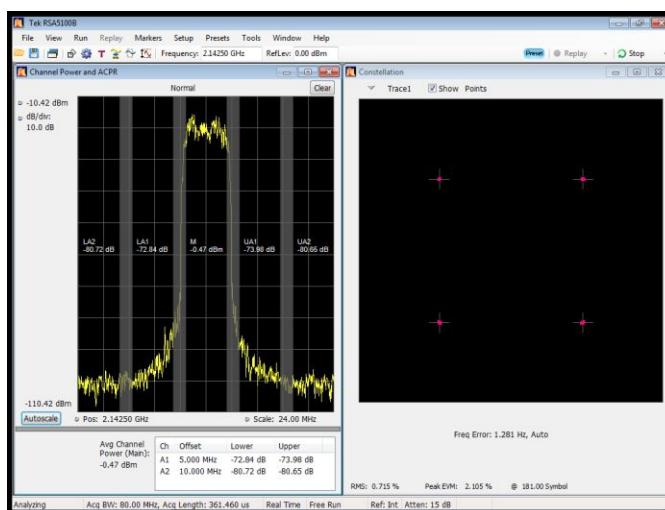 Tek RSA5100B
File View Run Replay Markers Setup Presets Tools Window Help
T Frequency: 2.14250 GHz RefLev: 0.00 dBm Preset Replay Stop
Channel Power and ACPR
Normal Clear
-10.42 dBm
dB/div:
10.0 dB
LA2 LA1 M UA1 UA2
-80.72 dB -72.84 dB -0.47 dBm -73.98 dB -80.65 dB
-110.42 dBm
Autoscale Pos: 2.14250 GHz Scale: 24.00 MHz
Avg Channel
Power (Main):
-0.47 dBm
Ch Offset Lower Upper
A1 5.000 MHz -72.84 dB -73.98 dB
A2 10.000 MHz -80.72 dB -80.65 dB
Constellation
Trace1 Show Points
Freq Error: 1.281 Hz, Auto
RMS: 0.715 % Peak EVM: 2.105 % @ 181.00 Symbol
Analyzing Acq BW: 80.00 MHz, Acq Length: 361.460 us Real Time Free Run Ref: Int Atten: 15 dB